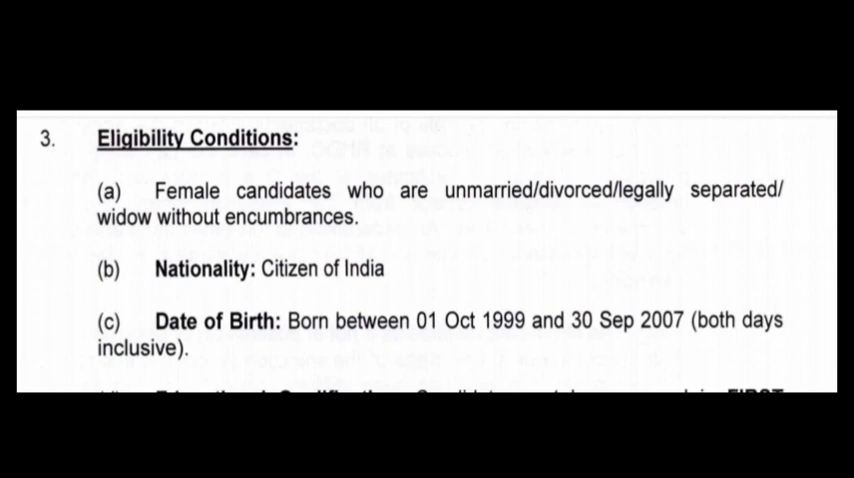 3. Eligibility Conditions:
(a) Female candidates who are unmarried/divorced/legally separated/
widow without encumbrances.
(b) Nationality: Citizen of India
(c) Date of Birth: Born between 01 Oct 1999 and 30 Sep 2007 (both days
inclusive).